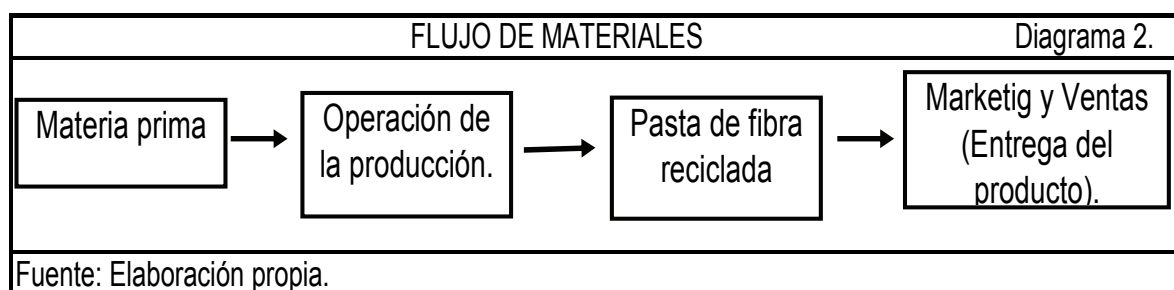 FLUJO DE MATERIALES Diagrama 2.
Materia prima
Operación de
la producción.
Pasta de fibra
reciclada
Marketig y Ventas
(Entrega del
producto).
Fuente: Elaboración propia.